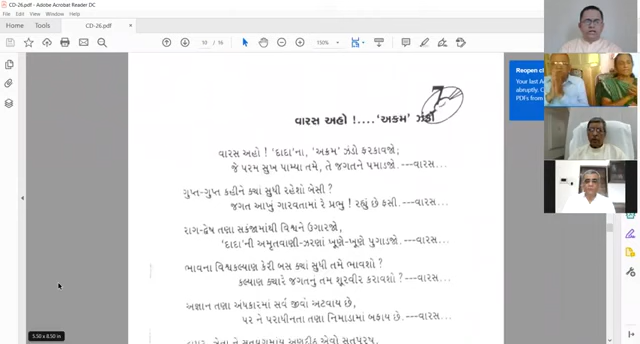 CD-26.pdf - Adobe Acrobat Reader DC
File Edit View Window Help
Home Tools CD-26.pdf ×
10 / 16 150%
Reopen
Your last A
abruptly. C
PDFs from
7
વારસ અહો !.... 'અક્રમ' ઝંડો
વારસ અહો ! 'દાદા'ના, 'અક્રમ' ઝંડો ફરકાવજો;
જે પરમ સુખ પામ્યા તમે, તે જગતને પમાડજો.---વારસ...
ગુપ્ત-ગુપ્ત કહીને ક્યાં સુધી રહેશો બેસી ?
જગત આખું ગારવતામાં રે પ્રભુ ! રહ્યું છે ફસી.---વારસ...
રાગ-દ્વેષ તણા સકંજામાંથી વિશ્વને ઉગારજો,
'દાદા'ની અમૃતવાણી-ઝરણાં ખૂણે-ખૂણે પુગાડજો.---વારસ...
ભાવના વિશ્વકલ્યાણ કેરી બસ ક્યાં સુધી તમે ભાવશો ?
કલ્યાણ ક્યારે જગતનું તમ શૂરવીર કરાવશો ?---વારસ...
અજ્ઞાન તણા અંધકારમાં સર્વ જીવો અટવાય છે,
પર ને પરાધીનતા તણા નિમાડામાં બફાય છે.---વારસ...
5.50 x 8.50 in